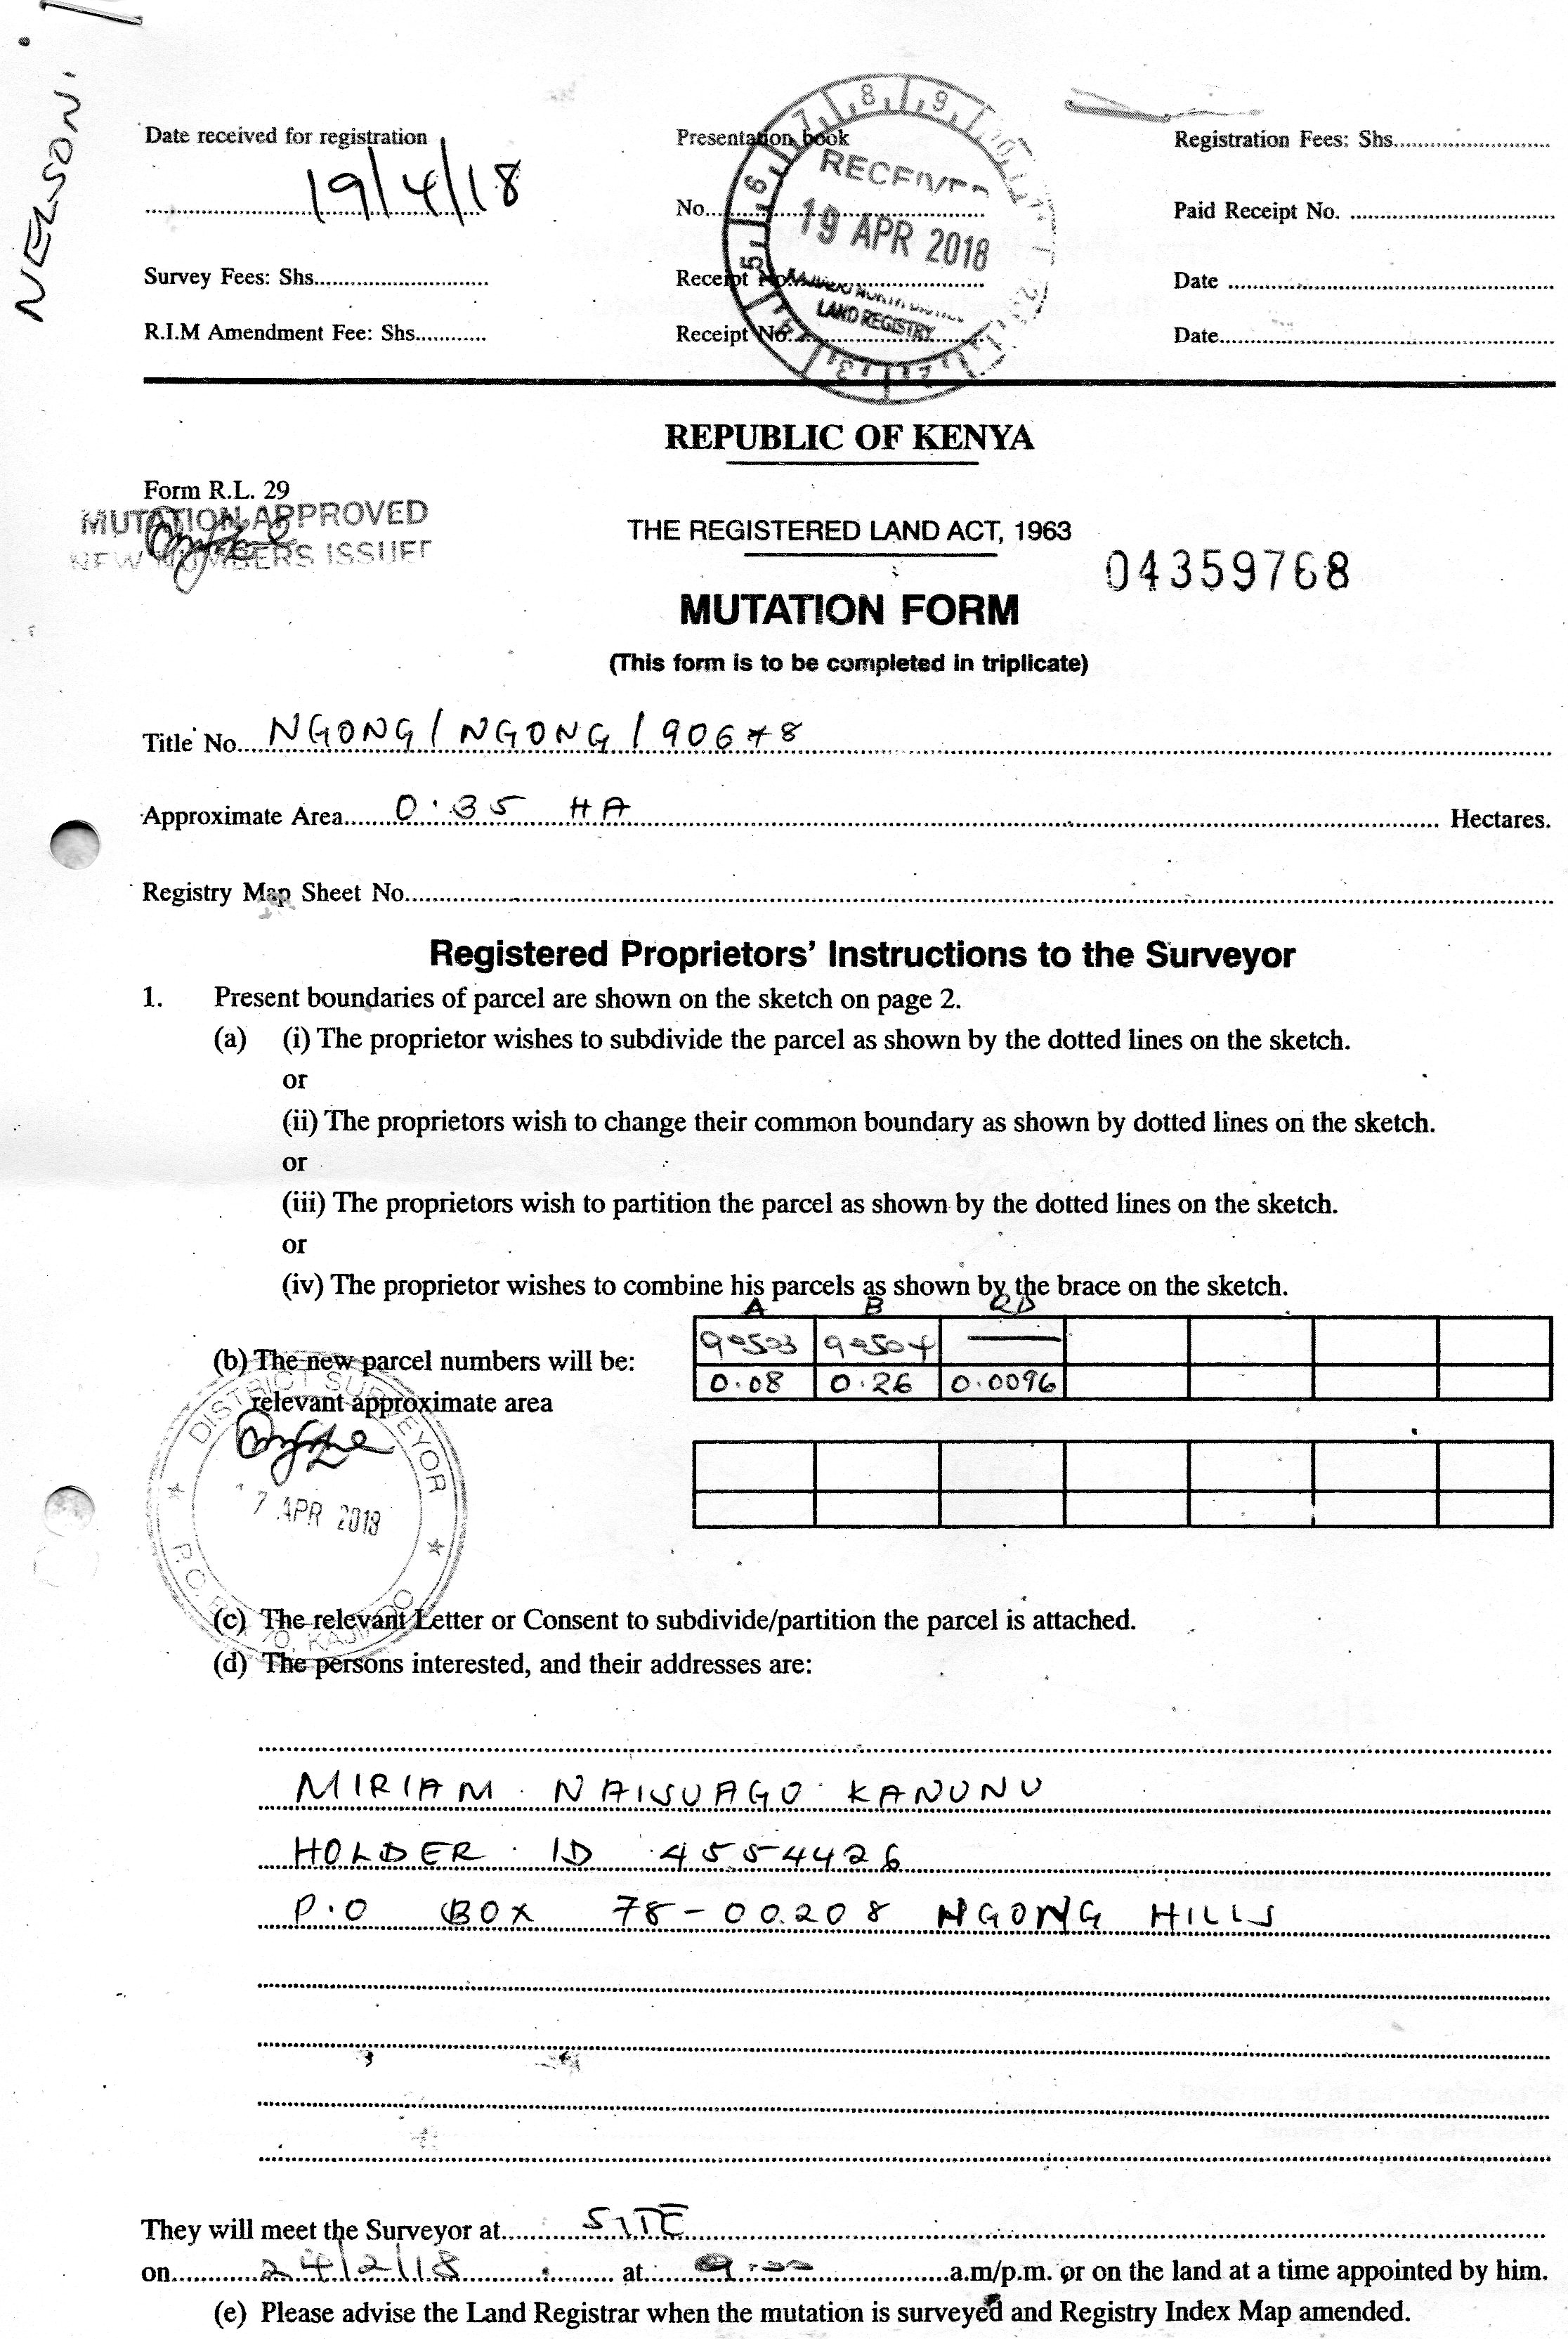 NELSON
Date received for registration
19/4/18
Presentation book
No.
Registration Fees: Shs.
Paid Receipt No.
Survey Fees: Shs.
Receipt No.
Date
R.I.M Amendment Fee: Shs.
Receipt No.
Date
RECEIVED
19 APR 2018
LAND REGISTRY
REPUBLIC OF KENYA
Form R.L. 29
MUTATION APPROVED
NEW NUMBERS ISSUED
THE REGISTERED LAND ACT, 1963
04359768
MUTATION FORM
(This form is to be completed in triplicate)
Title No. NGONG / NGONG / 90678
Approximate Area 0.35 HA Hectares.
Registry Map Sheet No.
Registered Proprietors' Instructions to the Surveyor
1. Present boundaries of parcel are shown on the sketch on page 2.
(a) (i) The proprietor wishes to subdivide the parcel as shown by the dotted lines on the sketch.
or
(ii) The proprietors wish to change their common boundary as shown by dotted lines on the sketch.
or
(iii) The proprietors wish to partition the parcel as shown by the dotted lines on the sketch.
or
(iv) The proprietor wishes to combine his parcels as shown by the brace on the sketch.
A B RD
(b) The new parcel numbers will be: 90503 90504 —
relevant approximate area 0.08 0.26 0.0096
DISTRICT SURVEYOR
7 APR 2018
KAJIADO
(c) The relevant Letter or Consent to subdivide/partition the parcel is attached.
(d) The persons interested, and their addresses are:
MIRIAM KANUNU
HOLDER ID 4554426
P.O BOX 78-00208 NGONG HILLS
They will meet the Surveyor at SITE
on 24/2/18 at 9.00 a.m/p.m. or on the land at a time appointed by him.
(e) Please advise the Land Registrar when the mutation is surveyed and Registry Index Map amended.